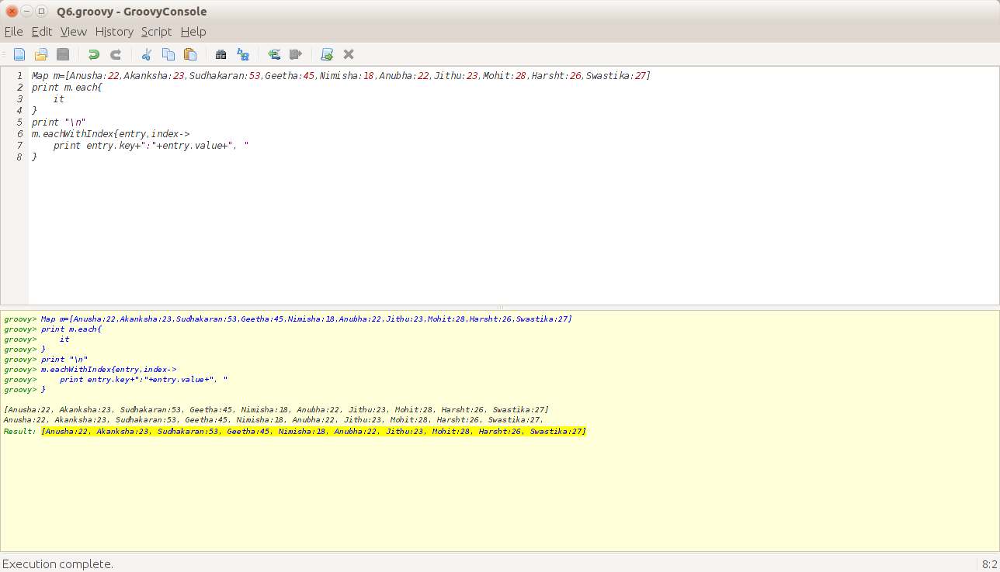 Q6.groovy - GroovyConsole
File Edit View History Script Help
1 Map m=[Anusha:22,Akanksha:23,Sudhakaran:53,Geetha:45,Nimisha:18,Anubha:22,Jithu:23,Mohit:28,Harsht:26,Swastika:27]
2 print m.each{
3     it
4 }
5 print "\n"
6 m.eachWithIndex{entry,index->
7     print entry.key+":"+entry.value+", "
8 }
groovy> Map m=[Anusha:22,Akanksha:23,Sudhakaran:53,Geetha:45,Nimisha:18,Anubha:22,Jithu:23,Mohit:28,Harsht:26,Swastika:27]
groovy> print m.each{
groovy>     it
groovy> }
groovy> print "\n"
groovy> m.eachWithIndex{entry,index->
groovy>     print entry.key+":"+entry.value+", "
groovy> }
[Anusha:22, Akanksha:23, Sudhakaran:53, Geetha:45, Nimisha:18, Anubha:22, Jithu:23, Mohit:28, Harsht:26, Swastika:27]
Anusha:22, Akanksha:23, Sudhakaran:53, Geetha:45, Nimisha:18, Anubha:22, Jithu:23, Mohit:28, Harsht:26, Swastika:27,
Result: [Anusha:22, Akanksha:23, Sudhakaran:53, Geetha:45, Nimisha:18, Anubha:22, Jithu:23, Mohit:28, Harsht:26, Swastika:27]
Execution complete. 8:2